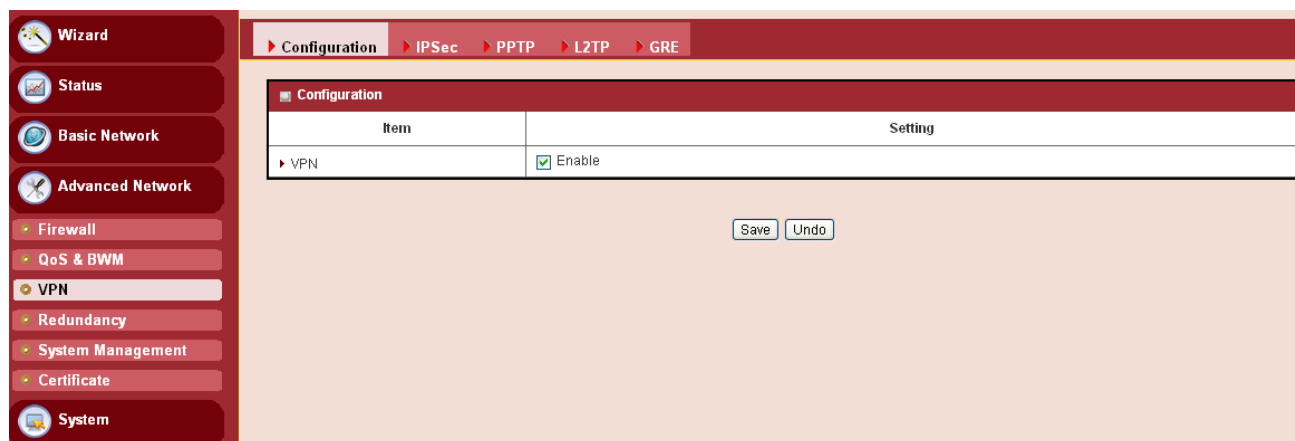 Wizard
Status
Basic Network
Advanced Network
Firewall
QoS & BWM
VPN
Redundancy
System Management
Certificate
System
Configuration IPSec PPTP L2TP GRE
Configuration
Item Setting
VPN Enable
Save Undo